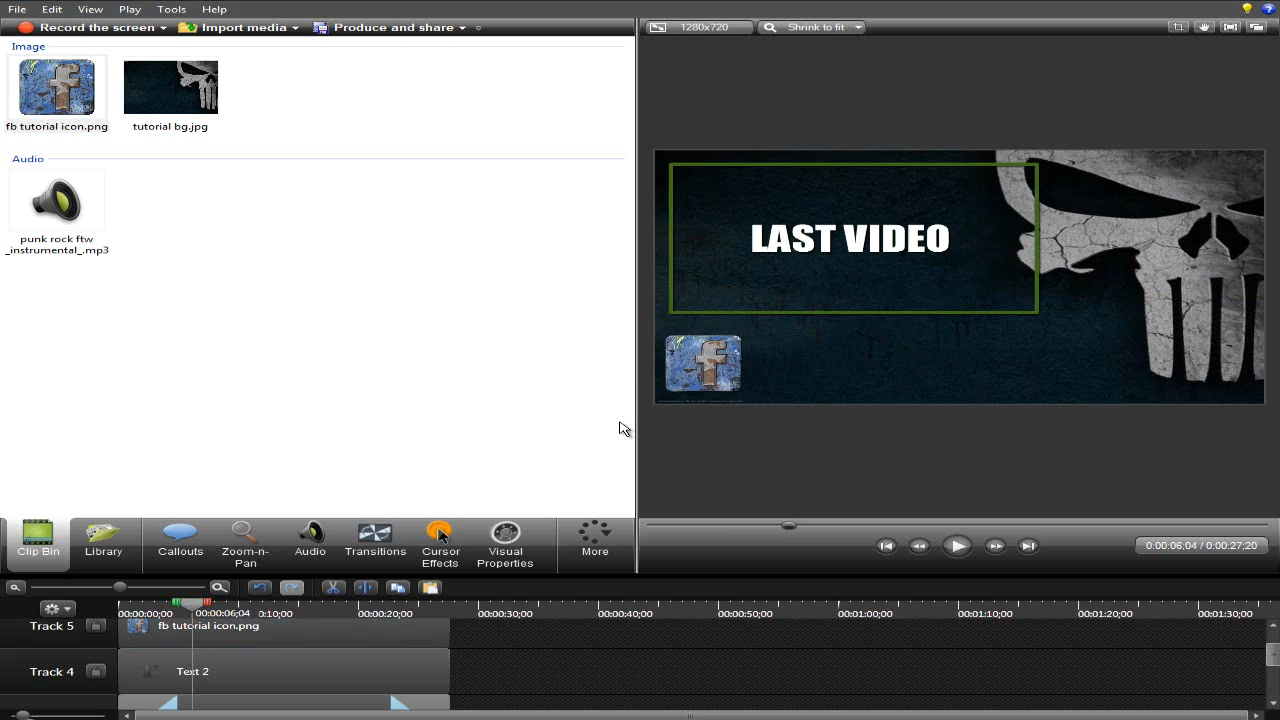 File Edit View Play Tools Help
Record the screen Import media Produce and share
1280x720 Shrink to fit
Image
fb tutorial icon.png tutorial bg.jpg
Audio
punk rock ftw
_instrumental_.mp3
LAST VIDEO
f
Clip Bin Library Callouts Zoom-n-
Pan Audio Transitions Cursor
Effects Visual
Properties More
0:00:06;04 / 0:00:27;20
00:00:00;00 00:00:06;04 0:10;00 00:00:20;00 00:00:30;00 00:00:40;00 00:00:50;00 00:01:00;00 00:01:10;00 00:01:20;00 00:01:30;00
Track 5 fb tutorial icon.png
Track 4 Text 2